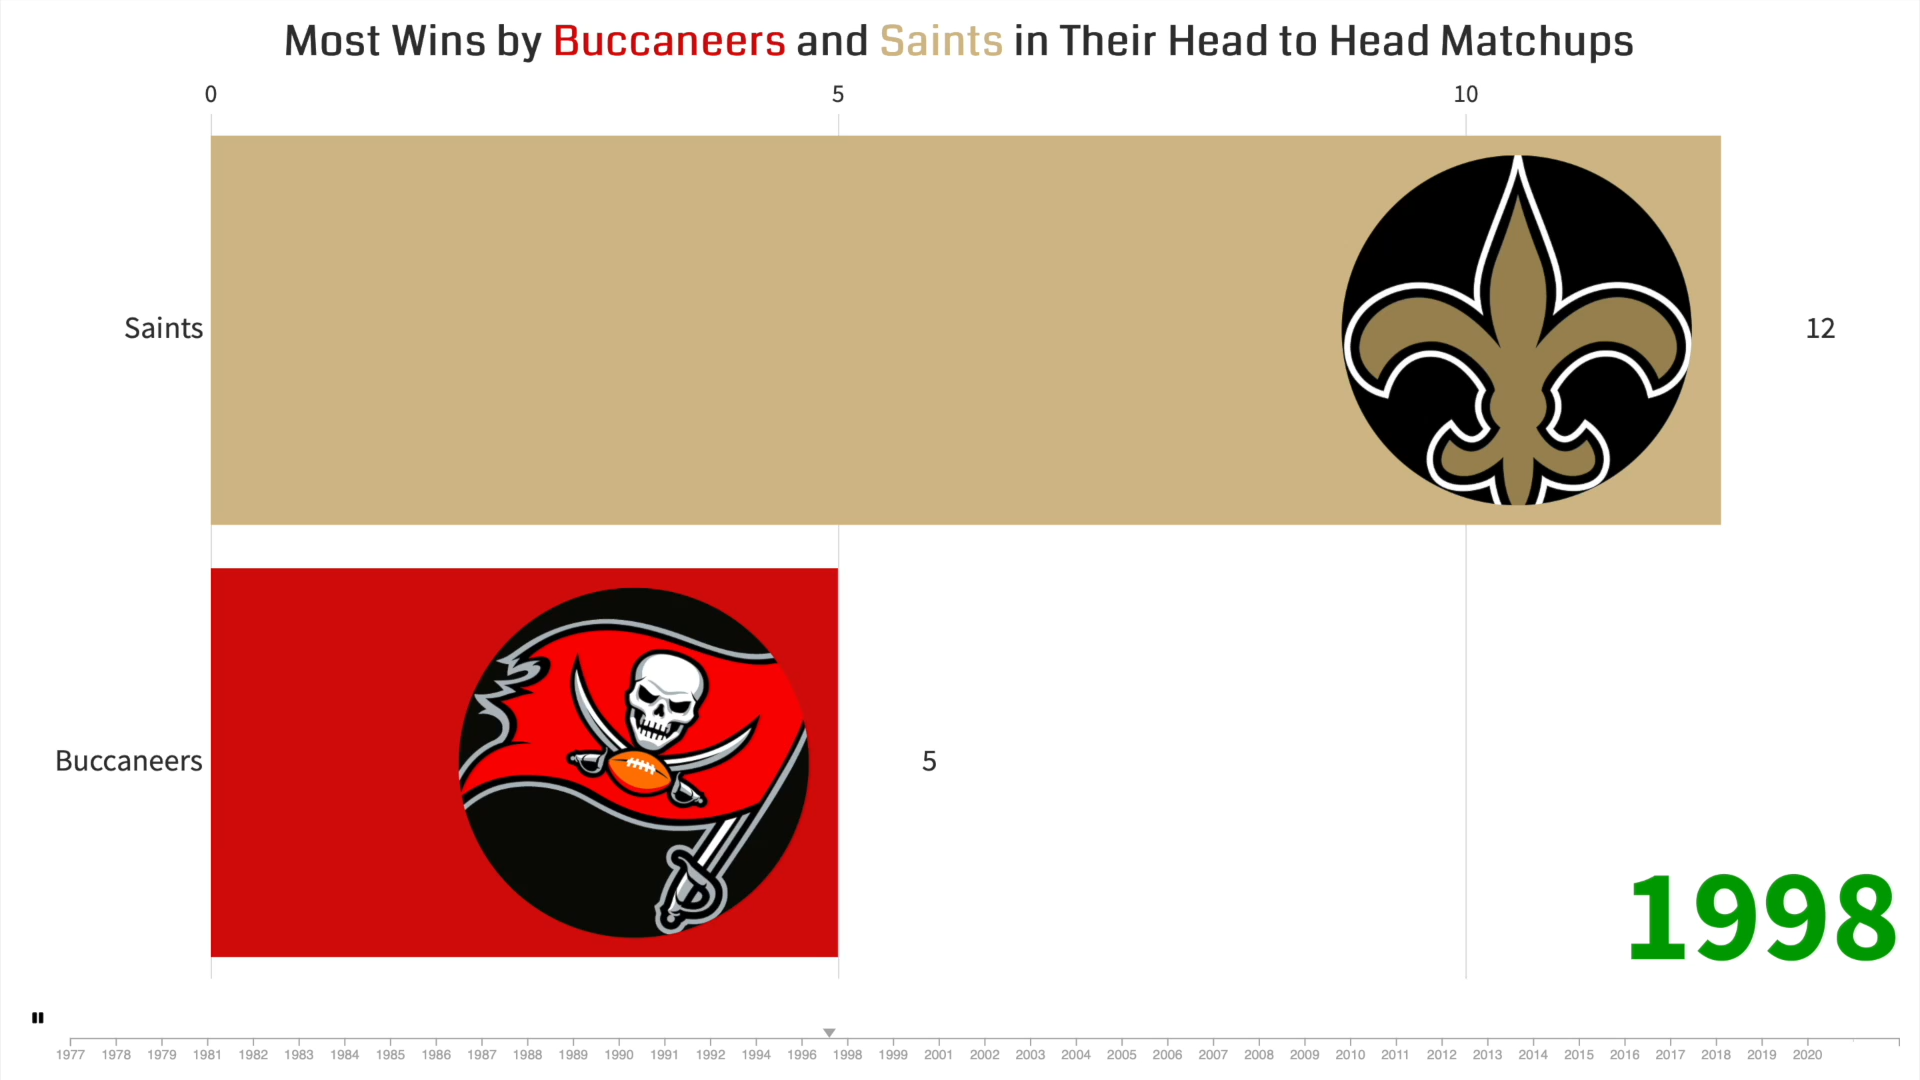 Most Wins by Buccaneers and Saints in Their Head to Head Matchups
0 5 10
Saints 12
Buccaneers 5
1998
1977 1978 1979 1981 1982 1983 1984 1985 1986 1987 1988 1989 1990 1991 1992 1994 1996 1998 1999 2001 2002 2003 2004 2005 2006 2007 2008 2009 2010 2011 2012 2013 2014 2015 2016 2017 2018 2019 2020